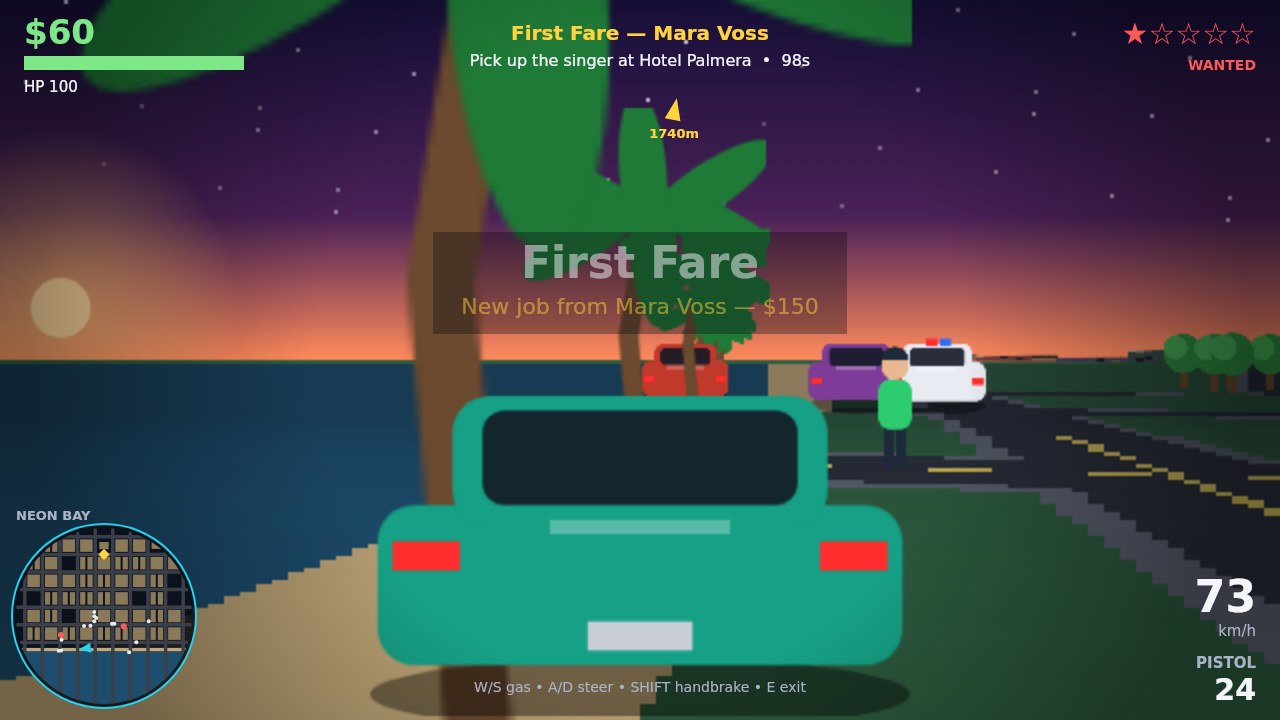 $60
HP 100
First Fare — Mara Voss
Pick up the singer at Hotel Palmera • 98s
★☆☆☆☆
WANTED
1740m
First Fare
New job from Mara Voss — $150
NEON BAY
73
km/h
PISTOL
24
W/S gas • A/D steer • SHIFT handbrake • E exit